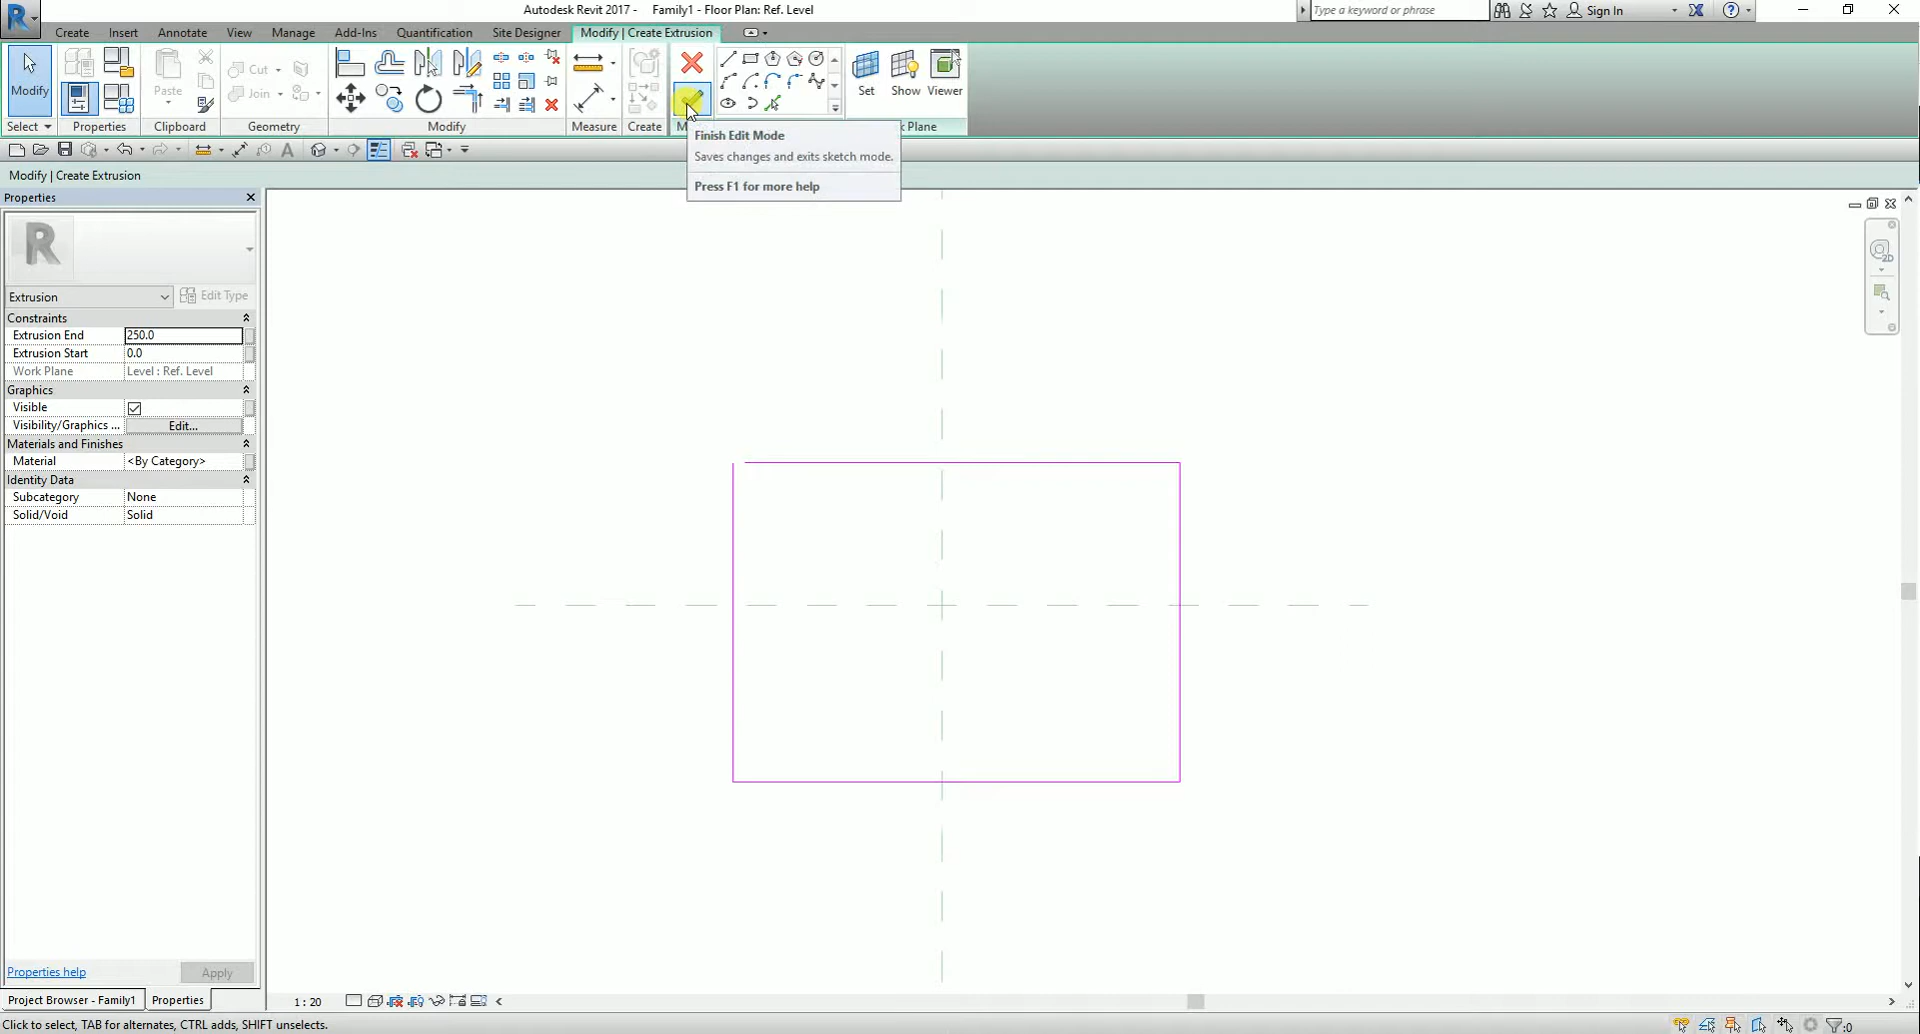 Autodesk Revit 2017 - Family1 - Floor Plan: Ref. Level
Type a keyword or phrase
Sign In
Create Insert Annotate View Manage Add-Ins Quantification Site Designer Modify | Create Extrusion
Modify
Paste
Cut
Join
Set Show Viewer
Select Properties Clipboard Geometry Modify Measure Create M k Plane
Finish Edit Mode
Saves changes and exits sketch mode.
Press F1 for more help
Modify | Create Extrusion
Properties
R
Extrusion
Edit Type
Constraints
Extrusion End 250.0
Extrusion Start 0.0
Work Plane Level : Ref. Level
Graphics
Visible
Visibility/Graphics ... Edit...
Materials and Finishes
Material <By Category>
Identity Data
Subcategory None
Solid/Void Solid
2D
Properties help
Apply
Project Browser - Family1
Properties
1 : 20
Click to select, TAB for alternates, CTRL adds, SHIFT unselects.
:0